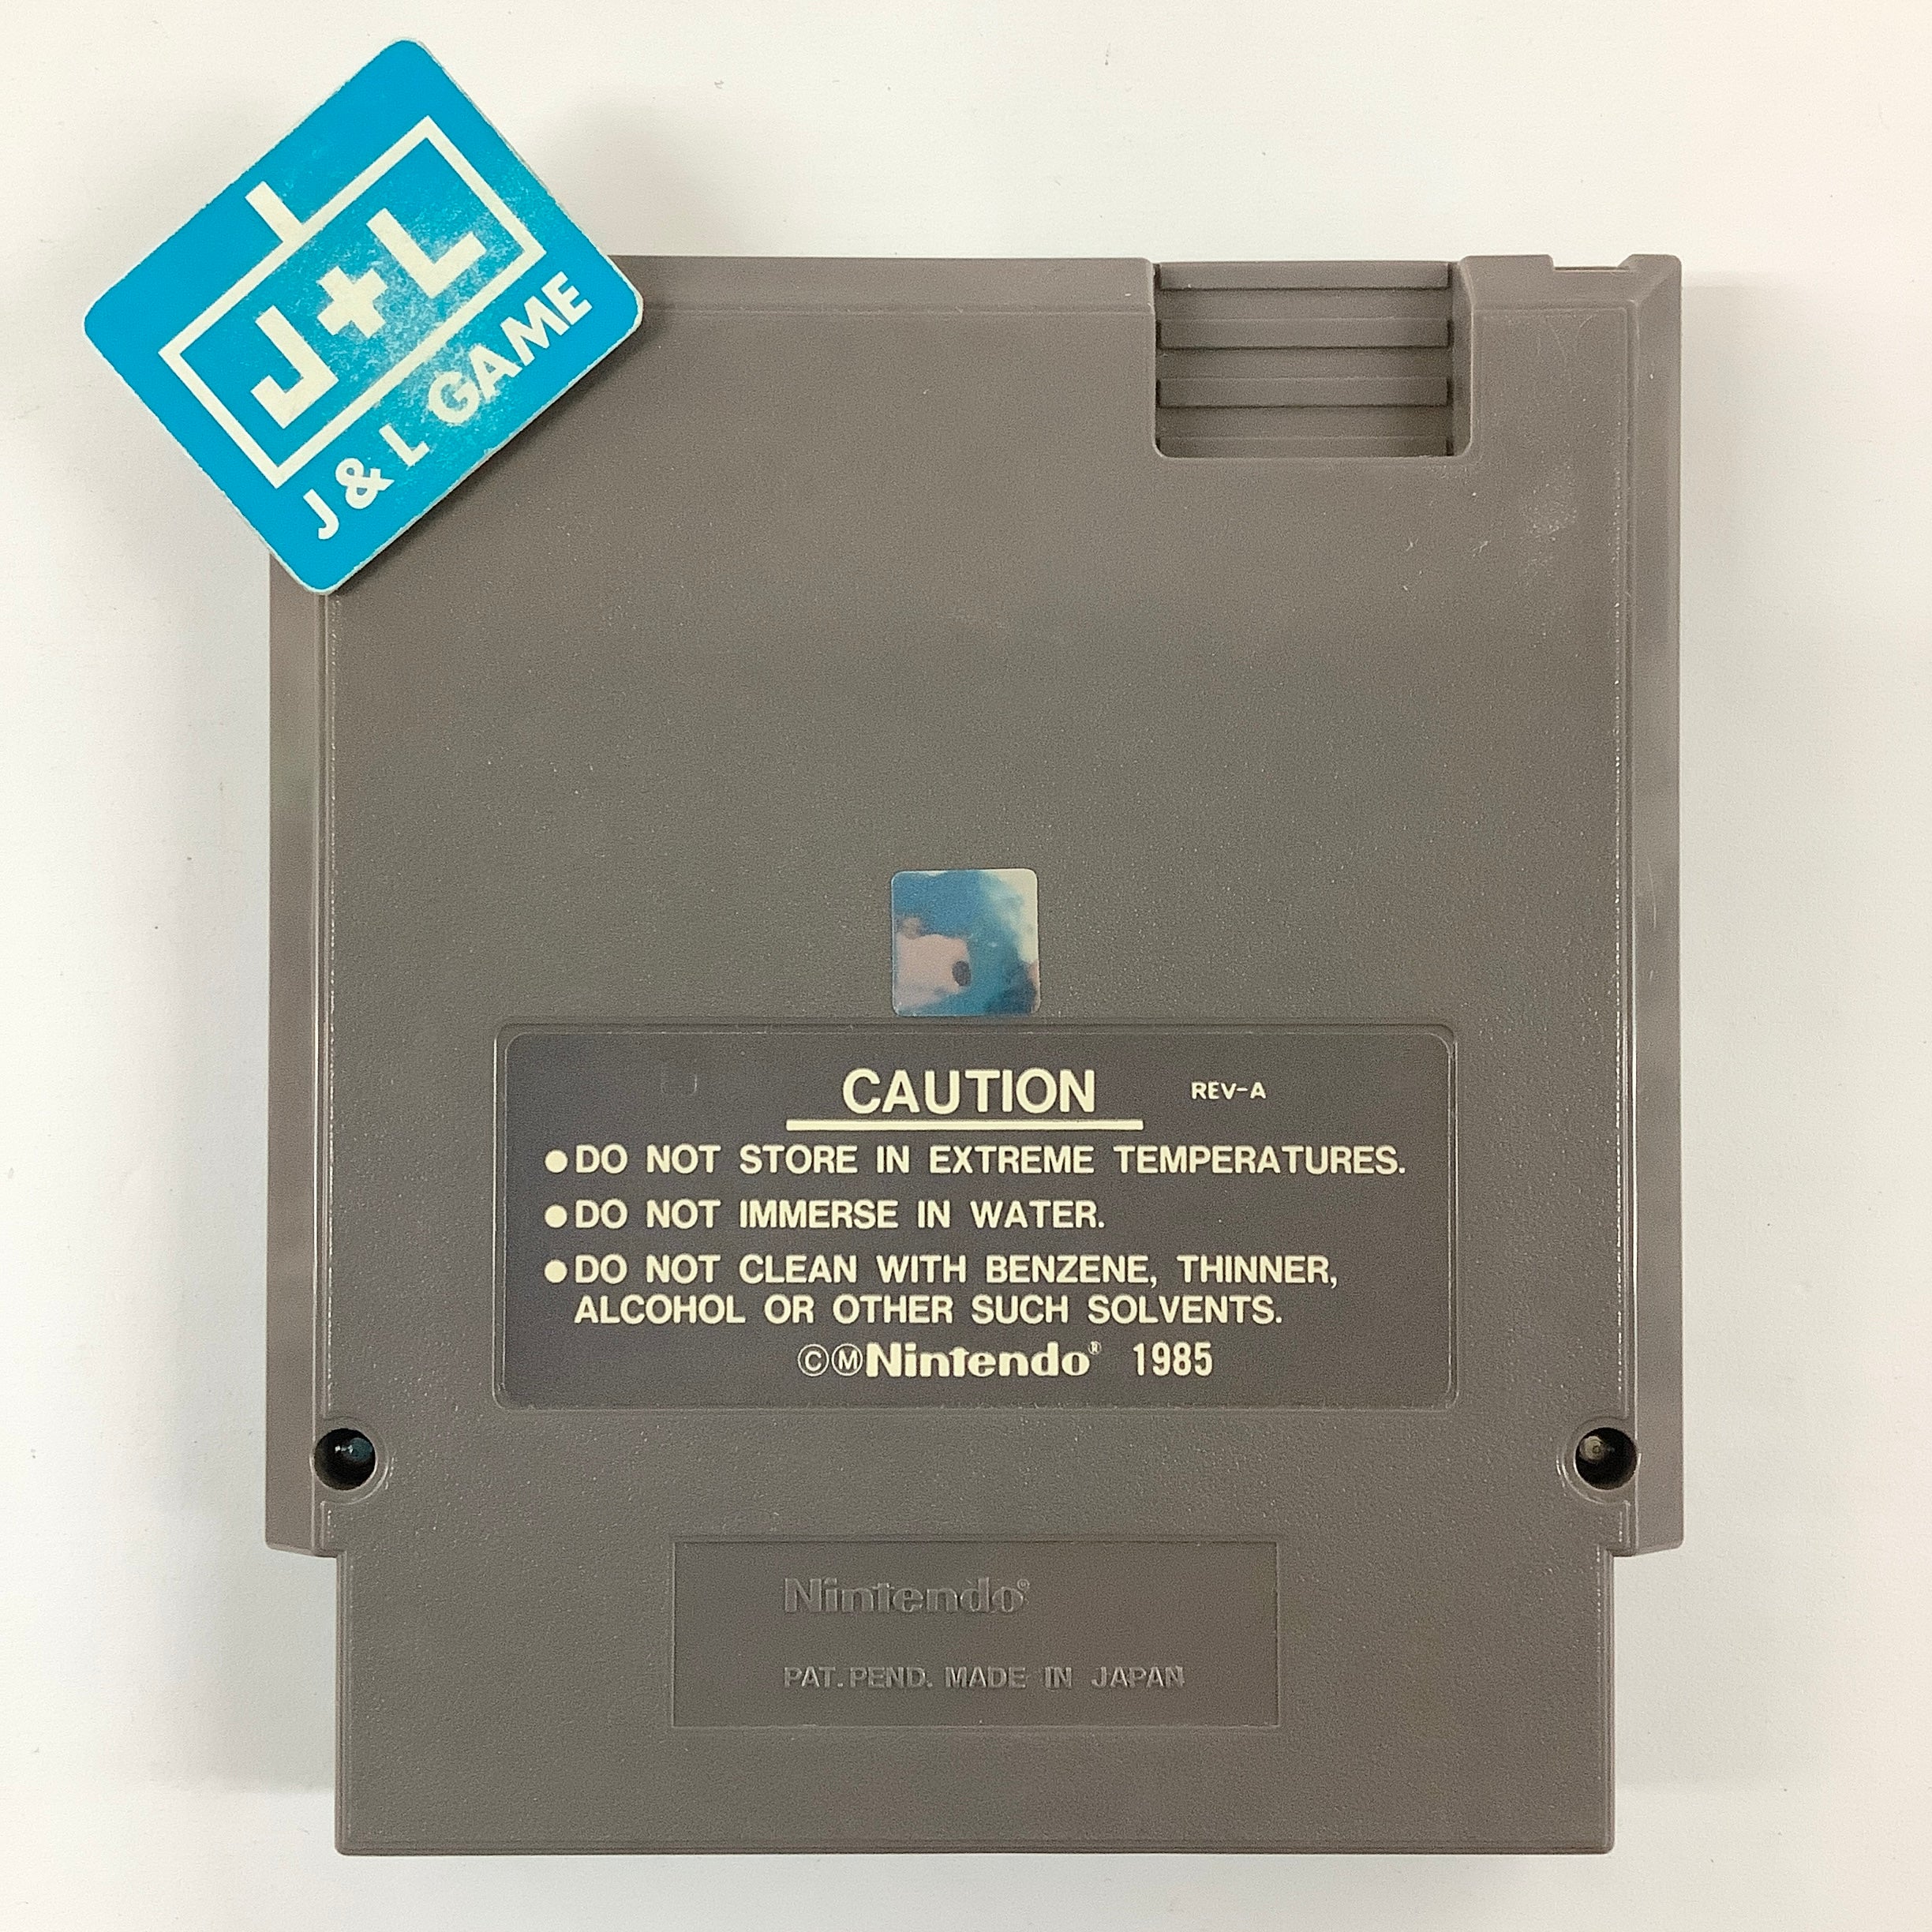 J+L
J & L GAME
CAUTION REV-A
●DO NOT STORE IN EXTREME TEMPERATURES.
●DO NOT IMMERSE IN WATER.
●DO NOT CLEAN WITH BENZENE, THINNER,
ALCOHOL OR OTHER SUCH SOLVENTS.
ⒸⓂNintendo® 1985
Nintendo®
PAT.PEND. MADE IN JAPAN